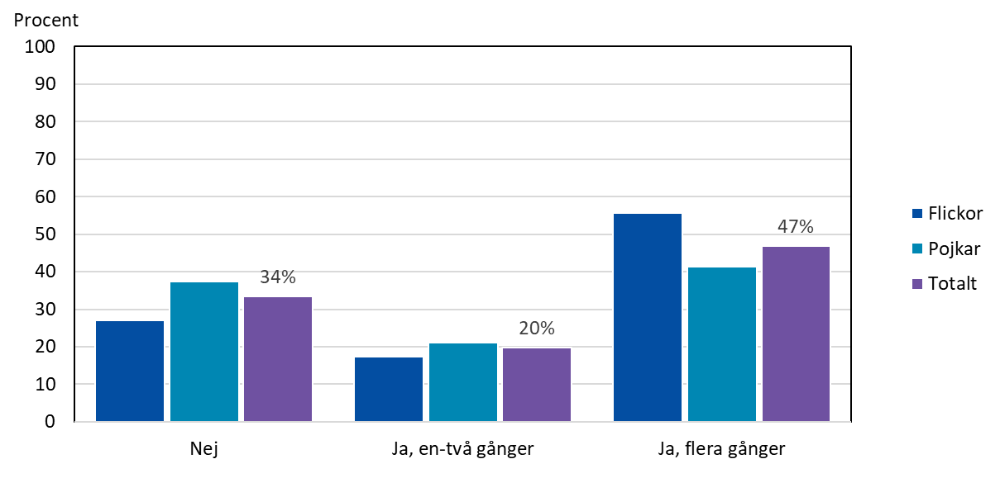 Procent
100
90
80
70
60
50
40
30
20
10
0
34%
20%
47%
Nej
Ja, en-två gånger
Ja, flera gånger
Flickor
Pojkar
Totalt